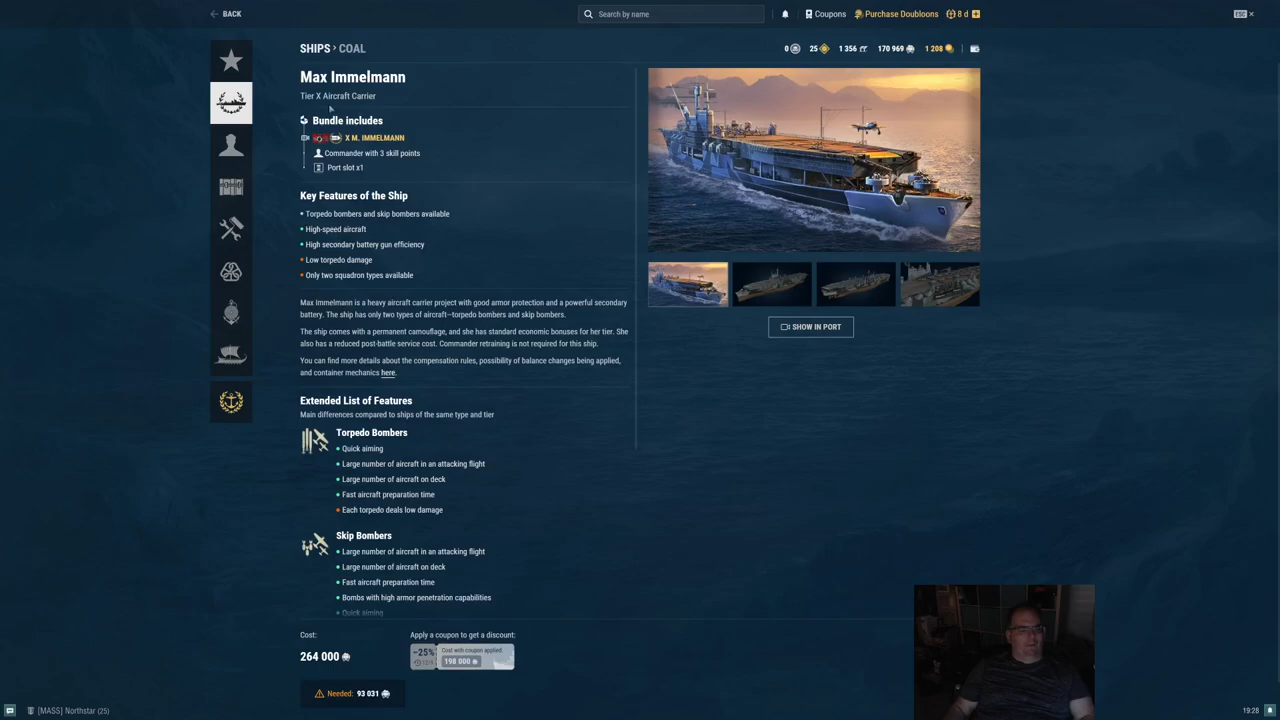 BACK
Search by name
Coupons
Purchase Doubloons
8 d
ESC
SHIPS › COAL
0
25
1 356
170 969
1 208
Max Immelmann
Tier X Aircraft Carrier
Bundle includes
X M. IMMELMANN
Commander with 3 skill points
Port slot x1
Key Features of the Ship
Torpedo bombers and skip bombers available
High-speed aircraft
High secondary battery gun efficiency
Low torpedo damage
Only two squadron types available
Max Immelmann is a heavy aircraft carrier project with good armor protection and a powerful secondary
battery. The ship has only two types of aircraft—torpedo bombers and skip bombers.
The ship comes with a permanent camouflage, and she has standard economic bonuses for her tier. She
also has a reduced post-battle service cost. Commander retraining is not required for this ship.
You can find more details about the compensation rules, possibility of balance changes being applied,
and container mechanics here.
SHOW IN PORT
Extended List of Features
Main differences compared to ships of the same type and tier
Torpedo Bombers
Quick aiming
Large number of aircraft in an attacking flight
Large number of aircraft on deck
Fast aircraft preparation time
Each torpedo deals low damage
Skip Bombers
Large number of aircraft in an attacking flight
Large number of aircraft on deck
Fast aircraft preparation time
Bombs with high armor penetration capabilities
Quick aiming
Cost:
264 000
Apply a coupon to get a discount:
−25%
Cost with coupon applied:
198 000
Needed: 93 031
[MASS] Northstar (25)
19:28